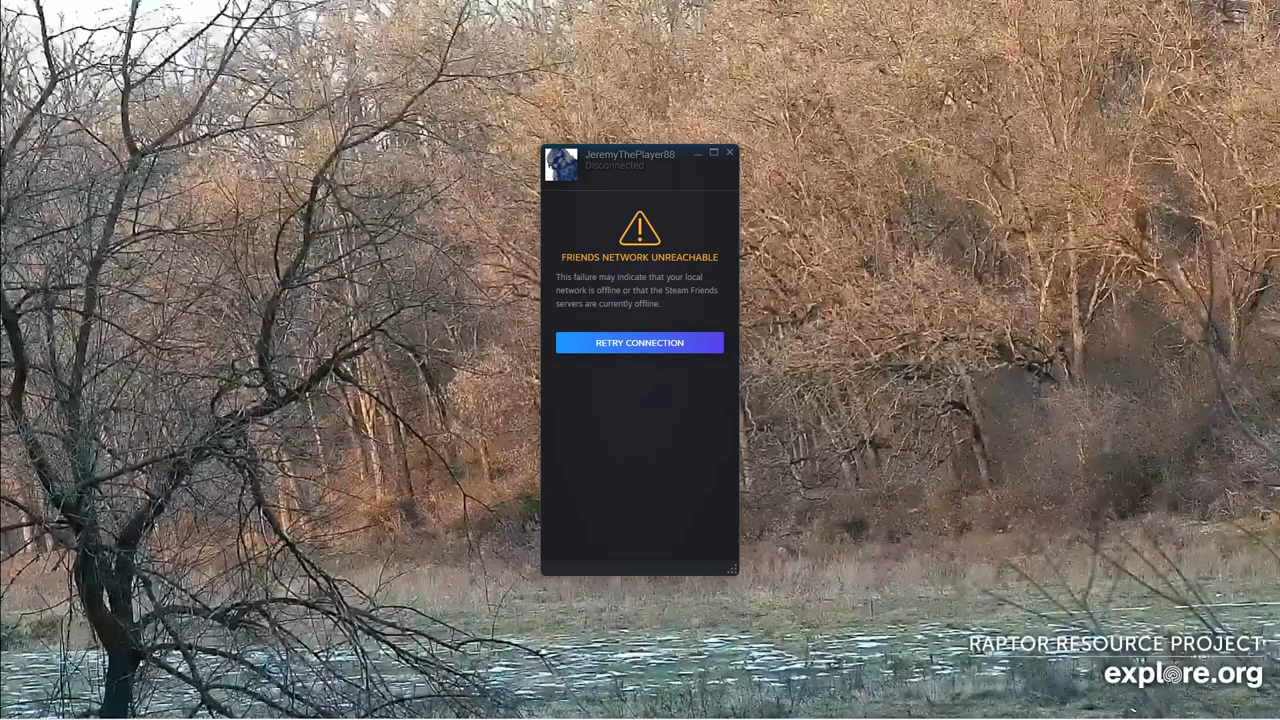 JeremyThePlayer88
Disconnected
FRIENDS NETWORK UNREACHABLE
This failure may indicate that your local
network is offline or that the Steam Friends
servers are currently offline.
RETRY CONNECTION
RAPTOR RESOURCE PROJECT
explore.org